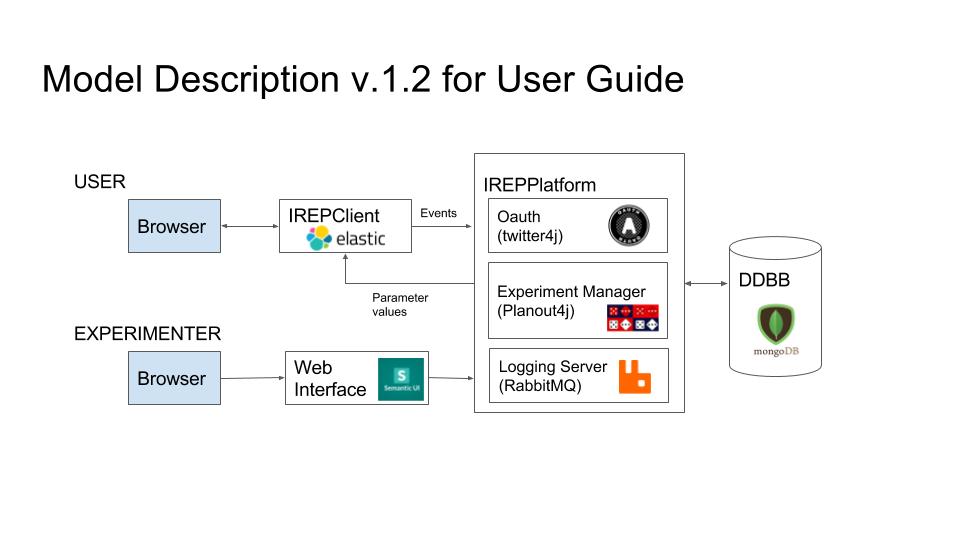 Model Description v.1.2 for User Guide
USER
Browser
IREPClient
elastic
Events
Parameter
values
EXPERIMENTER
Browser
Web
Interface
S
Semantic UI
IREPPlatform
Oauth
(twitter4j)
OAUTH
A
Experiment Manager
(Planout4j)
Logging Server
(RabbitMQ)
DDBB
mongoDB